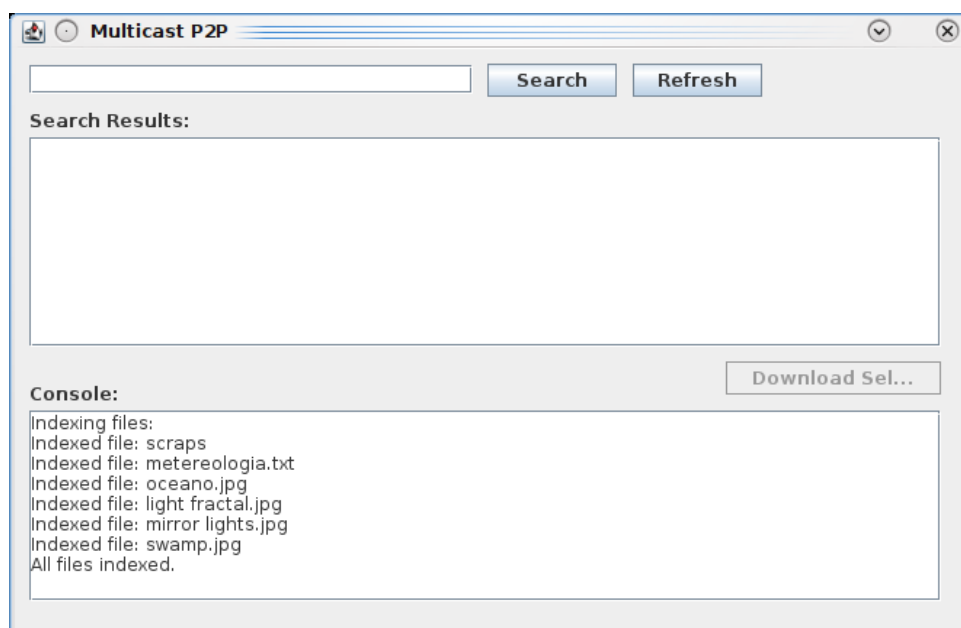 Multicast P2P
Search Refresh
Search Results:
Download Sel...
Console:
Indexing files:
Indexed file: scraps
Indexed file: metereologia.txt
Indexed file: oceano.jpg
Indexed file: light fractal.jpg
Indexed file: mirror lights.jpg
Indexed file: swamp.jpg
All files indexed.